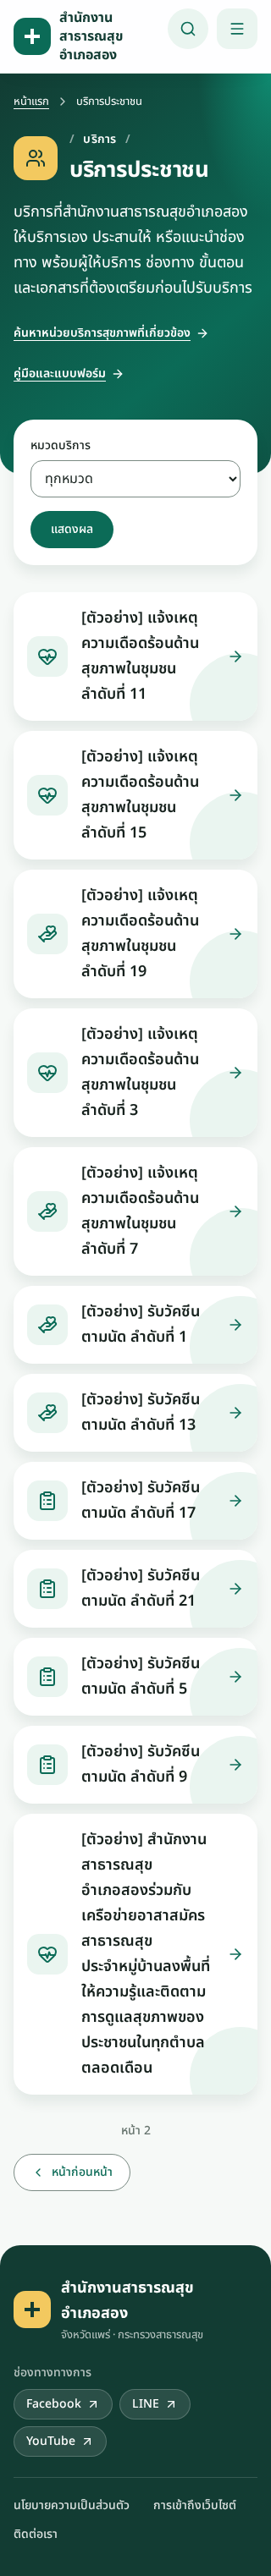 สำนักงาน
สาธารณสุข
อำเภอสอง
หน้าแรก > บริการประชาชน
/ บริการ /
บริการประชาชน
บริการที่สำนักงานสาธารณสุขอำเภอสอง
ให้บริการเอง ประสานให้ หรือแนะนำช่อง
ทาง พร้อมผู้ให้บริการ ช่องทาง ขั้นตอน
และเอกสารที่ต้องเตรียมก่อนไปรับบริการ
ค้นหาหน่วยบริการสุขภาพที่เกี่ยวข้อง →
คู่มือและแบบฟอร์ม →
หมวดบริการ
ทุกหมวด
แสดงผล
[ตัวอย่าง] แจ้งเหตุ
ความเดือดร้อนด้าน
สุขภาพในชุมชน
ลำดับที่ 11
[ตัวอย่าง] แจ้งเหตุ
ความเดือดร้อนด้าน
สุขภาพในชุมชน
ลำดับที่ 15
[ตัวอย่าง] แจ้งเหตุ
ความเดือดร้อนด้าน
สุขภาพในชุมชน
ลำดับที่ 19
[ตัวอย่าง] แจ้งเหตุ
ความเดือดร้อนด้าน
สุขภาพในชุมชน
ลำดับที่ 3
[ตัวอย่าง] แจ้งเหตุ
ความเดือดร้อนด้าน
สุขภาพในชุมชน
ลำดับที่ 7
[ตัวอย่าง] รับวัคซีน
ตามนัด ลำดับที่ 1
[ตัวอย่าง] รับวัคซีน
ตามนัด ลำดับที่ 13
[ตัวอย่าง] รับวัคซีน
ตามนัด ลำดับที่ 17
[ตัวอย่าง] รับวัคซีน
ตามนัด ลำดับที่ 21
[ตัวอย่าง] รับวัคซีน
ตามนัด ลำดับที่ 5
[ตัวอย่าง] รับวัคซีน
ตามนัด ลำดับที่ 9
[ตัวอย่าง] สำนักงาน
สาธารณสุข
อำเภอสองร่วมกับ
เครือข่ายอาสาสมัคร
สาธารณสุข
ประจำหมู่บ้านลงพื้นที่
ให้ความรู้และติดตาม
การดูแลสุขภาพของ
ประชาชนในทุกตำบล
ตลอดเดือน
หน้า 2
หน้าก่อนหน้า
สำนักงานสาธารณสุข
อำเภอสอง
จังหวัดแพร่ · กระทรวงสาธารณสุข
ช่องทางทางการ
Facebook ↗ LINE ↗
YouTube ↗
นโยบายความเป็นส่วนตัว การเข้าถึงเว็บไซต์
ติดต่อเรา